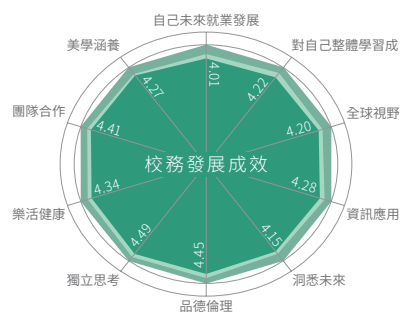 自己未來就業發展
美學涵養
對自己整體學習成
4.01
4.27
4.22
團隊合作
全球視野
4.41
4.20
校務發展成效
4.34
4.28
樂活健康
資訊應用
4.49
4.15
4.45
獨立思考
洞悉未來
品德倫理